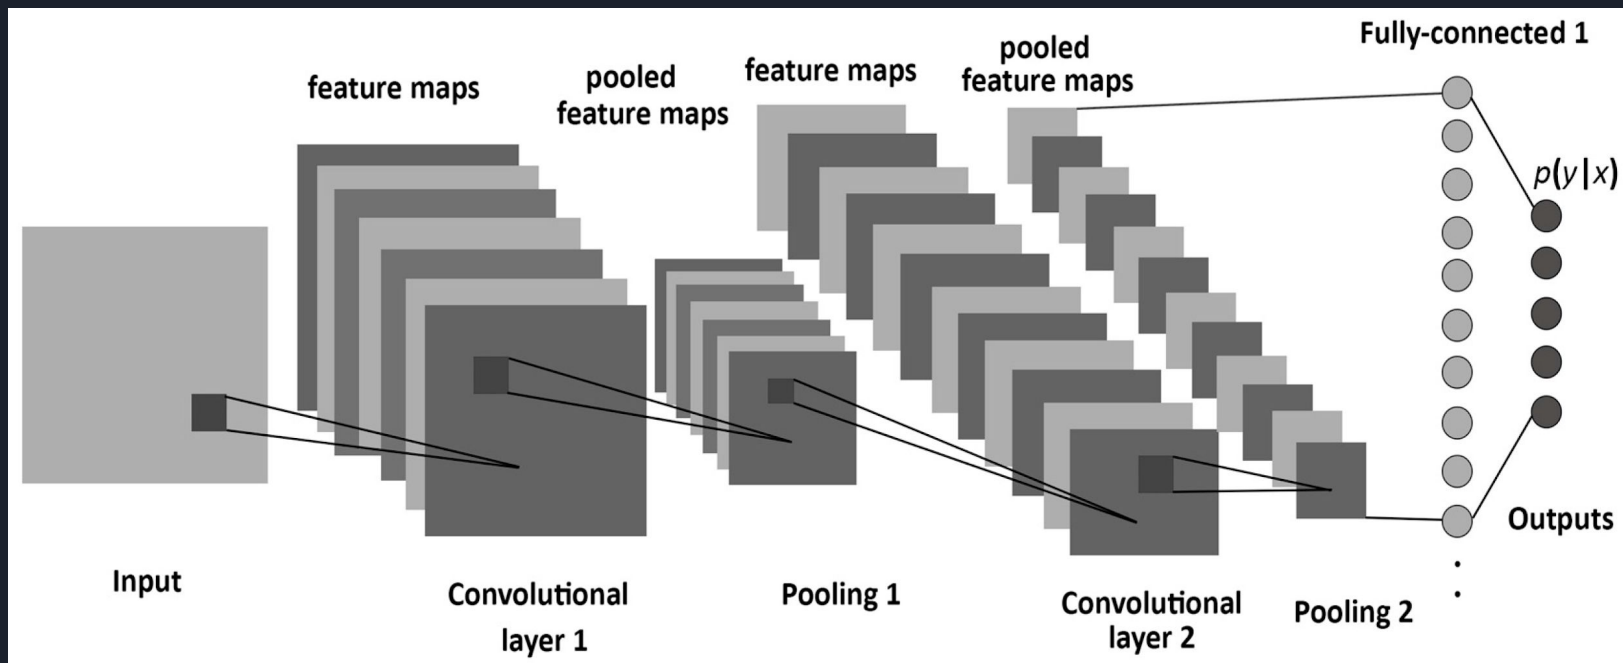 feature maps
pooled
feature maps
feature maps
pooled
feature maps
Fully-connected 1
p(y|x)
Outputs
Input
Convolutional
layer 1
Pooling 1
Convolutional
layer 2
Pooling 2